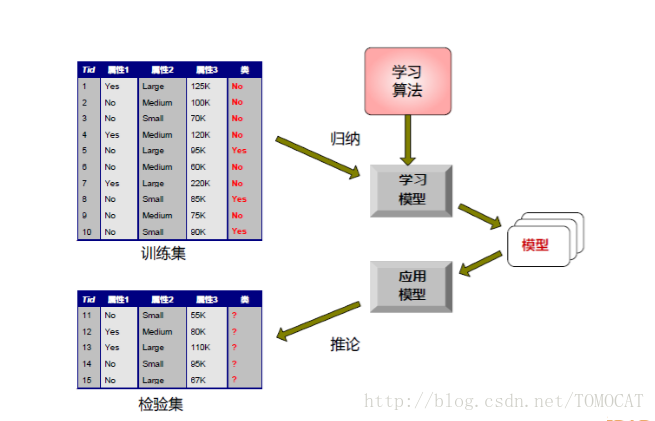 Tid 属性1 属性2 属性3 类
1 Yes Large 125K No
2 No Medium 100K No
3 No Small 70K No
4 Yes Medium 120K No
5 No Large 95K Yes
6 No Medium 60K No
7 Yes Large 220K No
8 No Small 85K Yes
9 No Medium 75K No
10 No Small 90K Yes
训练集
学习
算法
归纳
学习
模型
模型
应用
模型
推论
Tid 属性1 属性2 属性3 类
11 No Small 55K ?
12 Yes Medium 80K ?
13 Yes Large 110K ?
14 No Small 95K ?
15 No Large 67K ?
检验集
http://blog.csdn.net/TOMOCAT